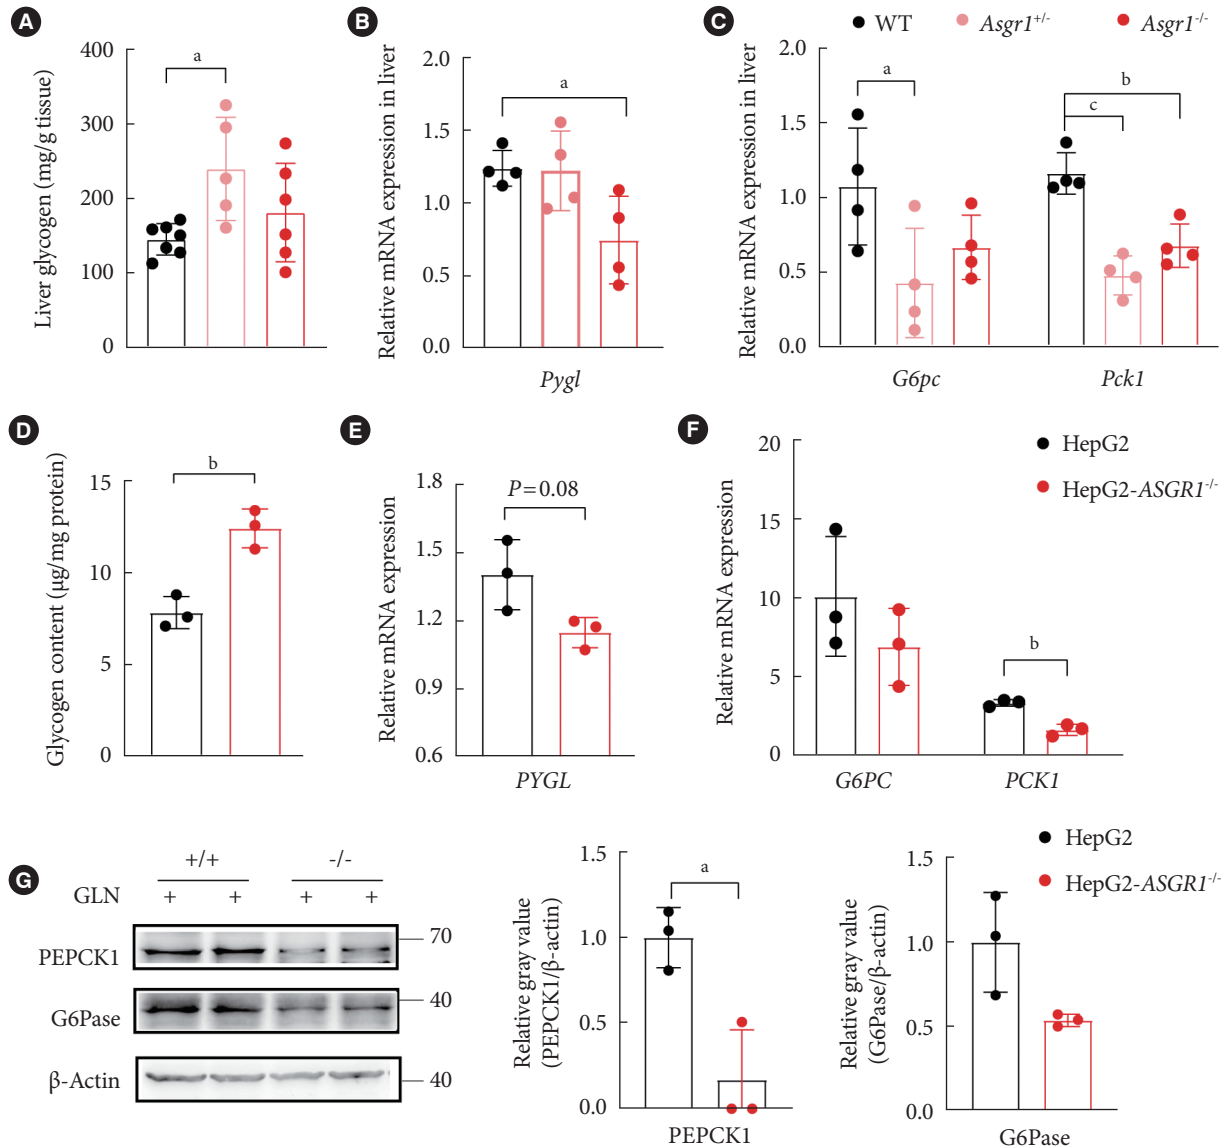 A
Liver glycogen (mg/g tissue)
400
300
200
100
0
a
B
Relative mRNA expression in liver
2.0
1.5
1.0
0.5
0.0
a
Pygl
C
WT
Asgr1+/-
Asgr1-/-
Relative mRNA expression in liver
2.0
1.5
1.0
0.5
0.0
a
b
c
G6pc
Pck1
D
Glycogen content (µg/mg protein)
15
10
5
0
b
E
Relative mRNA expression
1.8
1.5
1.2
0.9
0.6
P=0.08
PYGL
F
Relative mRNA expression
20
15
10
5
0
HepG2
HepG2-ASGR1-/-
b
G6PC
PCK1
G
+/+ -/-
GLN + + + +
PEPCK1 70
G6Pase 40
β-Actin 40
Relative gray value
(PEPCK1/β-actin)
1.5
1.0
0.5
0.0
a
PEPCK1
Relative gray value
(G6Pase/β-actin)
1.5
1.0
0.5
0.0
HepG2
HepG2-ASGR1-/-
G6Pase